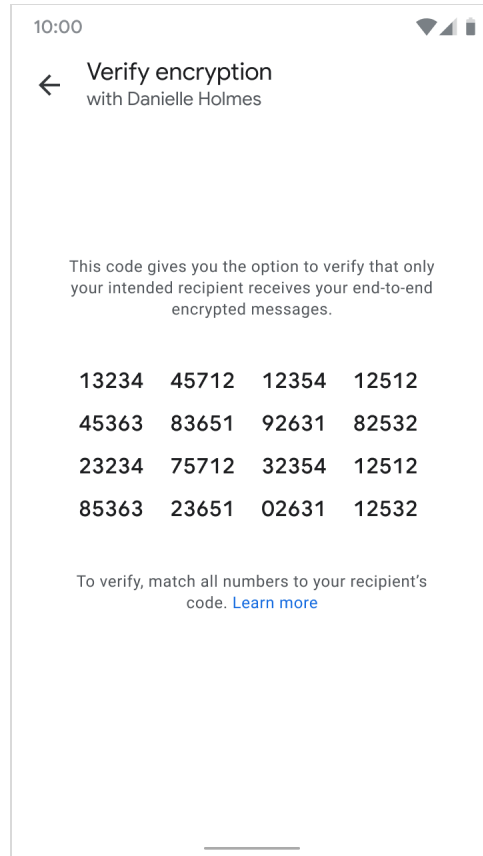 10:00
Verify encryption
with Danielle Holmes
This code gives you the option to verify that only
your intended recipient receives your end-to-end
encrypted messages.
13234 45712 12354 12512
45363 83651 92631 82532
23234 75712 32354 12512
85363 23651 02631 12532
To verify, match all numbers to your recipient’s
code. Learn more